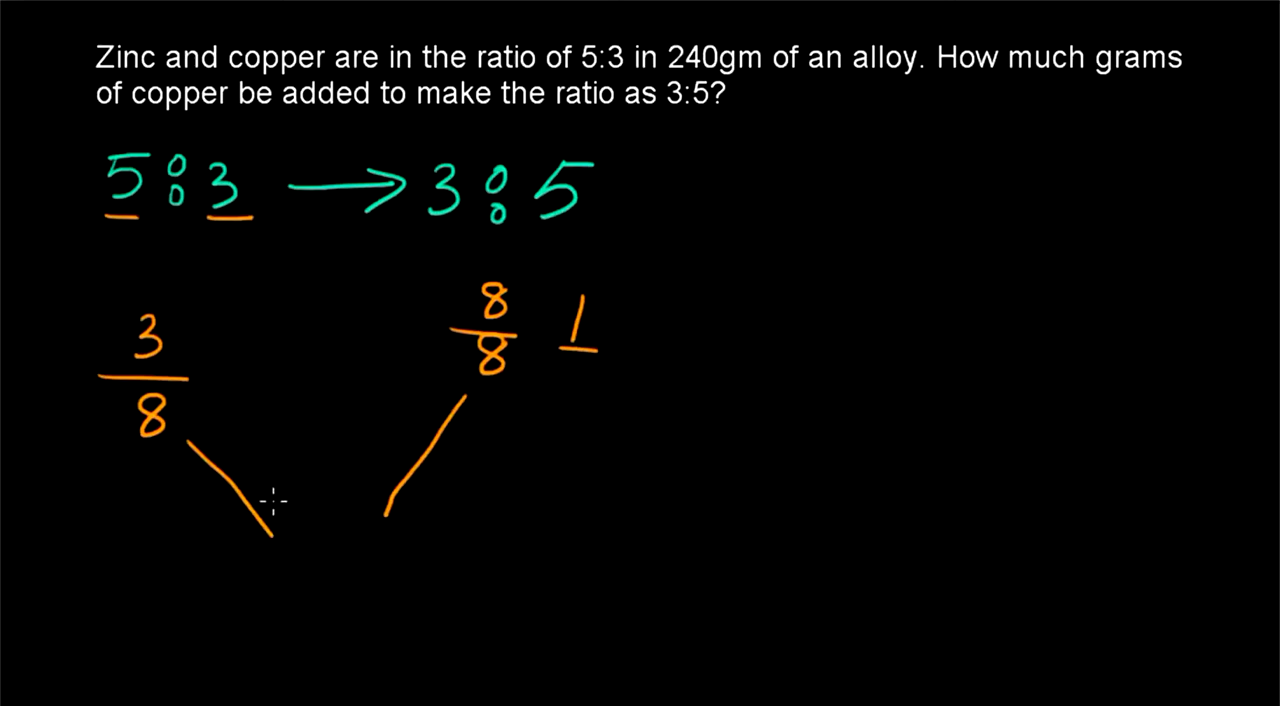 Zinc and copper are in the ratio of 5:3 in 240gm of an alloy. How much grams
of copper be added to make the ratio as 3:5?
5:3 → 3:5
3/8 8/8 1